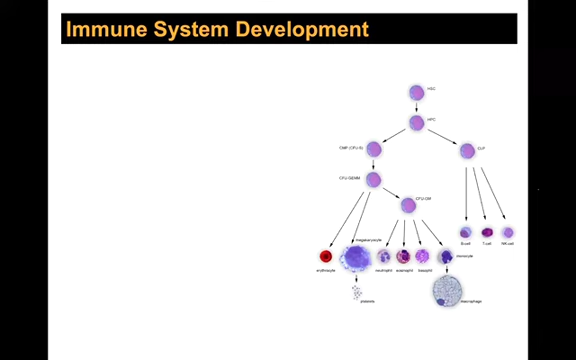 Immune System Development
HSC
HPC
CMP (CFU-S)
CLP
CFU-GEMM
CFU-GM
B-cell T-cell NK-cell
megakaryocyte
erythrocyte
neutrophil eosinophil basophil
monocyte
platelets
macrophage